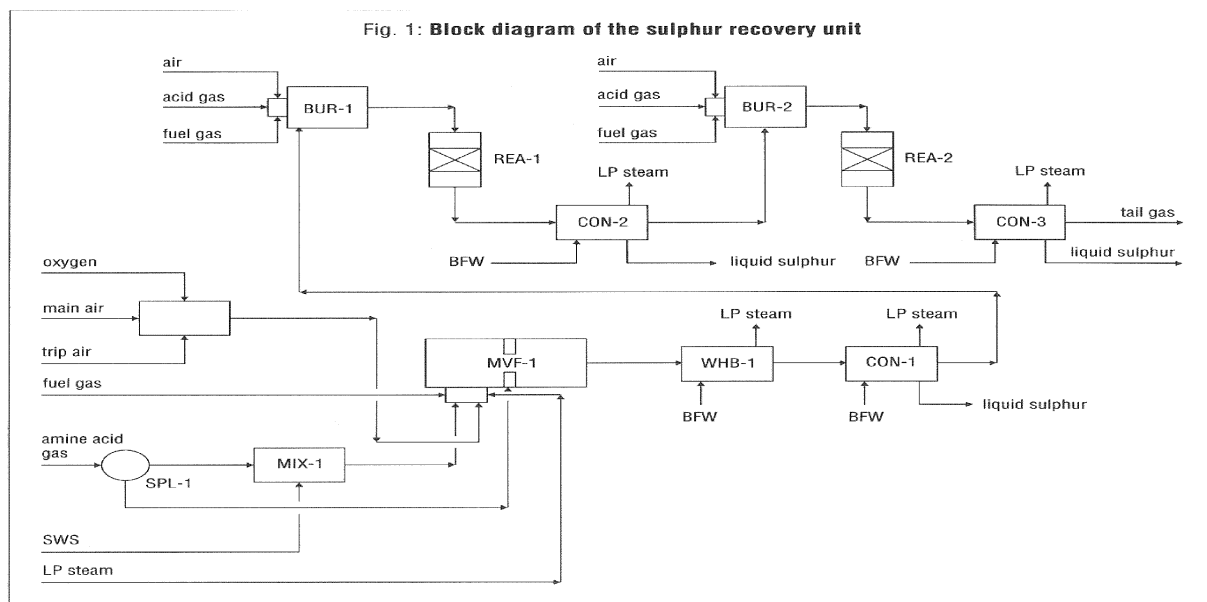 Fig. 1: Block diagram of the sulphur recovery unit
air
acid gas
fuel gas
BUR-1
REA-1
air
acid gas
fuel gas
BUR-2
REA-2
LP steam
CON-2
BFW
liquid sulphur
LP steam
CON-3
tail gas
BFW
liquid sulphur
oxygen
main air
trip air
fuel gas
MVF-1
LP steam
WHB-1
BFW
LP steam
CON-1
BFW
liquid sulphur
amine acid
gas
SPL-1
MIX-1
SWS
LP steam